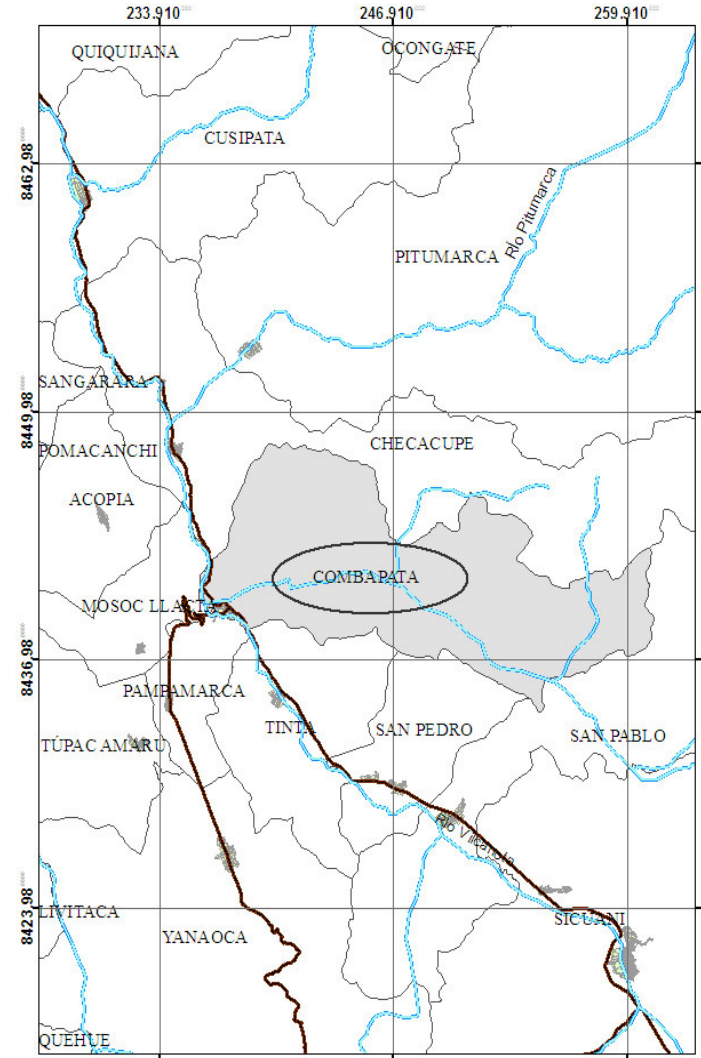 233.910 246.910 259.910
QUIQUIJANA
OCONGATE
CUSIPATA
8462.98
Río Pitumarca
PITUMARCA
SANGARARA
8449.98
CHECACUPE
POMACANCHI
ACOPIA
COMBAPATA
MOSOC LLACTA
8436.98
PAMPAMARCA
TINTA
SAN PEDRO
SAN PABLO
TÚPAC AMARU
Río Vilcanota
8423.98
LIVITACA
SICUANI
YANAOCA
QUEHUE